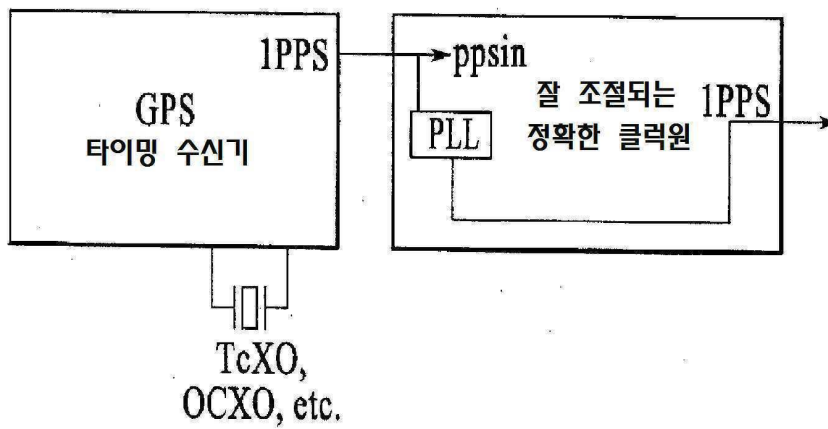 1PPS
GPS
타이밍 수신기
TcXO,
OCXO, etc.
ppsin
PLL
잘 조절되는
정확한 클럭원
1PPS